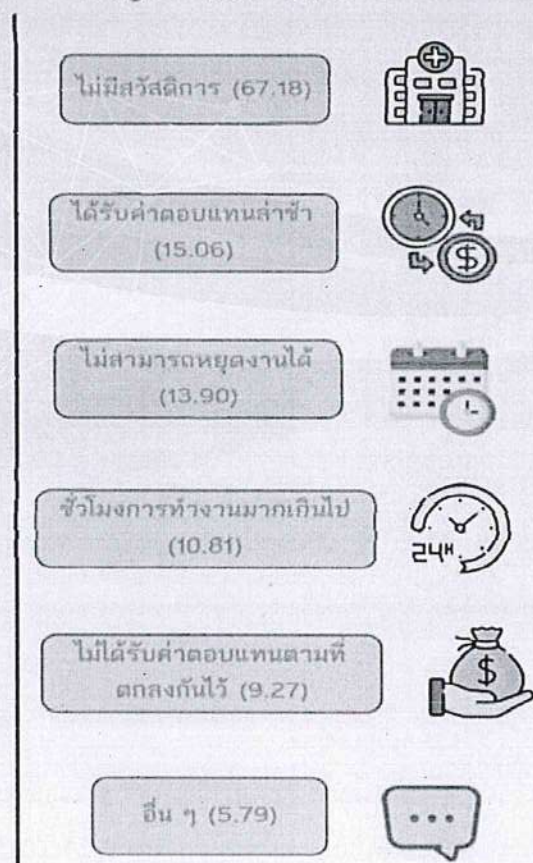 ไม่มีสวัสดิการ (67.18)
ได้รับค่าตอบแทนล่าช้า
(15.06)
ไม่สามารถหยุดงานได้
(13.90)
ชั่วโมงการทำงานมากเกินไป
(10.81)
24H
ไม่ได้รับค่าตอบแทนตามที่
ตกลงกันไว้ (9.27)
อื่น ๆ (5.79)